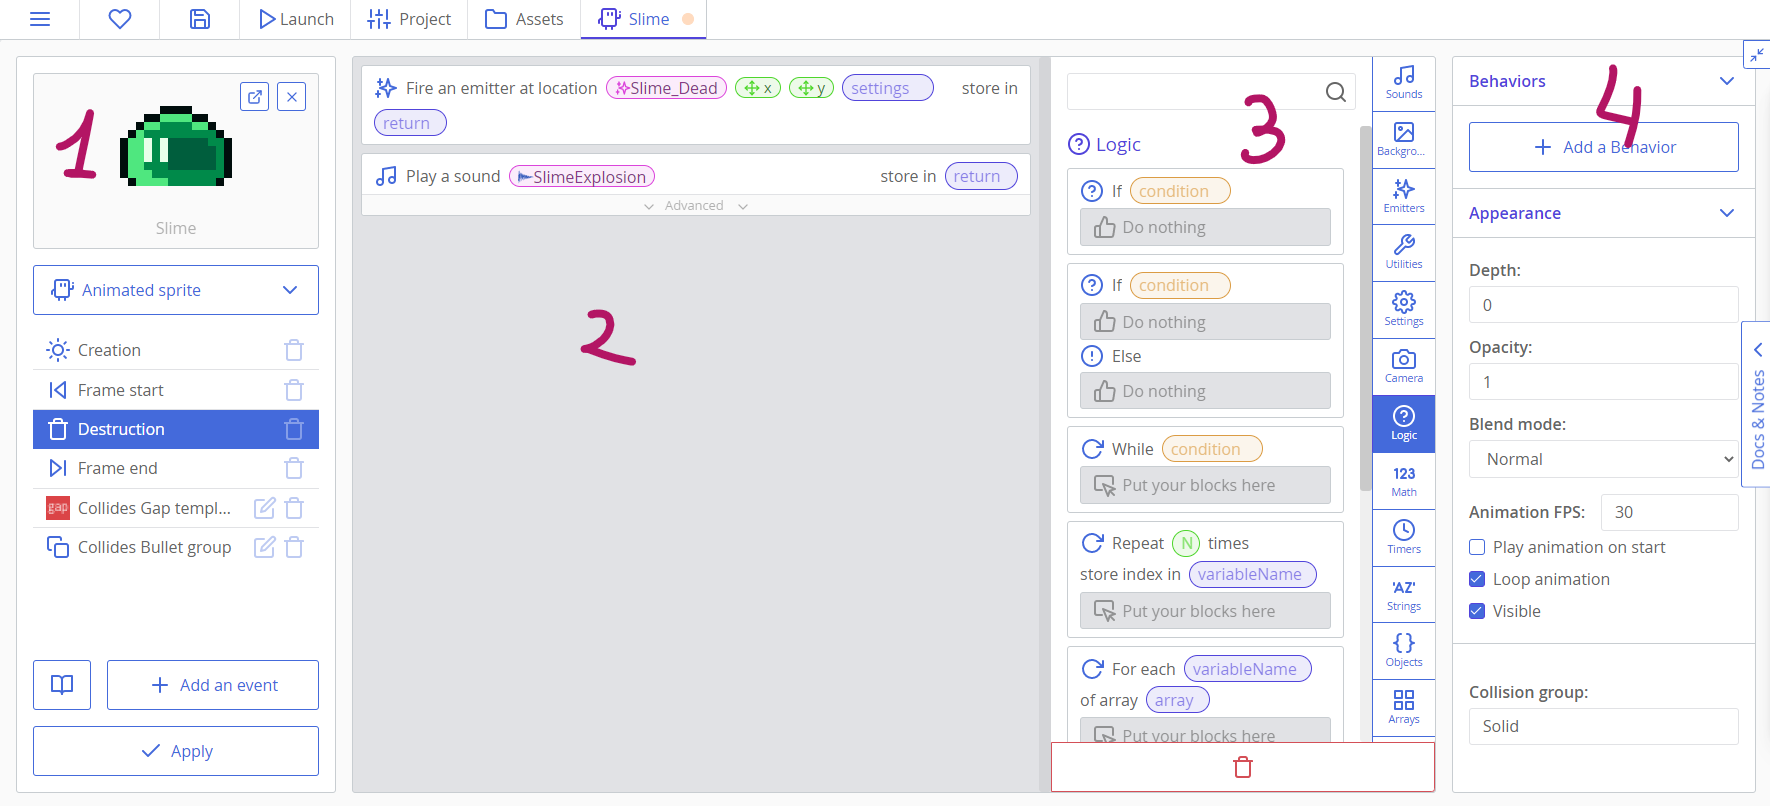 Launch
Project
Assets
Slime
1
Slime
Animated sprite
Creation
Frame start
Destruction
Frame end
gap Collides Gap templ...
Collides Bullet group
Add an event
Apply
Fire an emitter at location Slime_Dead x y settings store in
return
Play a sound SlimeExplosion store in return
Advanced
2
3
Logic
If condition
Do nothing
If condition
Do nothing
Else
Do nothing
While condition
Put your blocks here
Repeat N times
store index in variableName
Put your blocks here
For each variableName
of array array
Put your blocks here
Sounds
Backgro...
Emitters
Utilities
Settings
Camera
Logic
123
Math
Timers
'AZ'
Strings
{}
Objects
Arrays
4
Behaviors
Add a Behavior
Appearance
Depth:
0
Opacity:
1
Blend mode:
Normal
Animation FPS: 30
Play animation on start
Loop animation
Visible
Collision group:
Solid
Docs & Notes